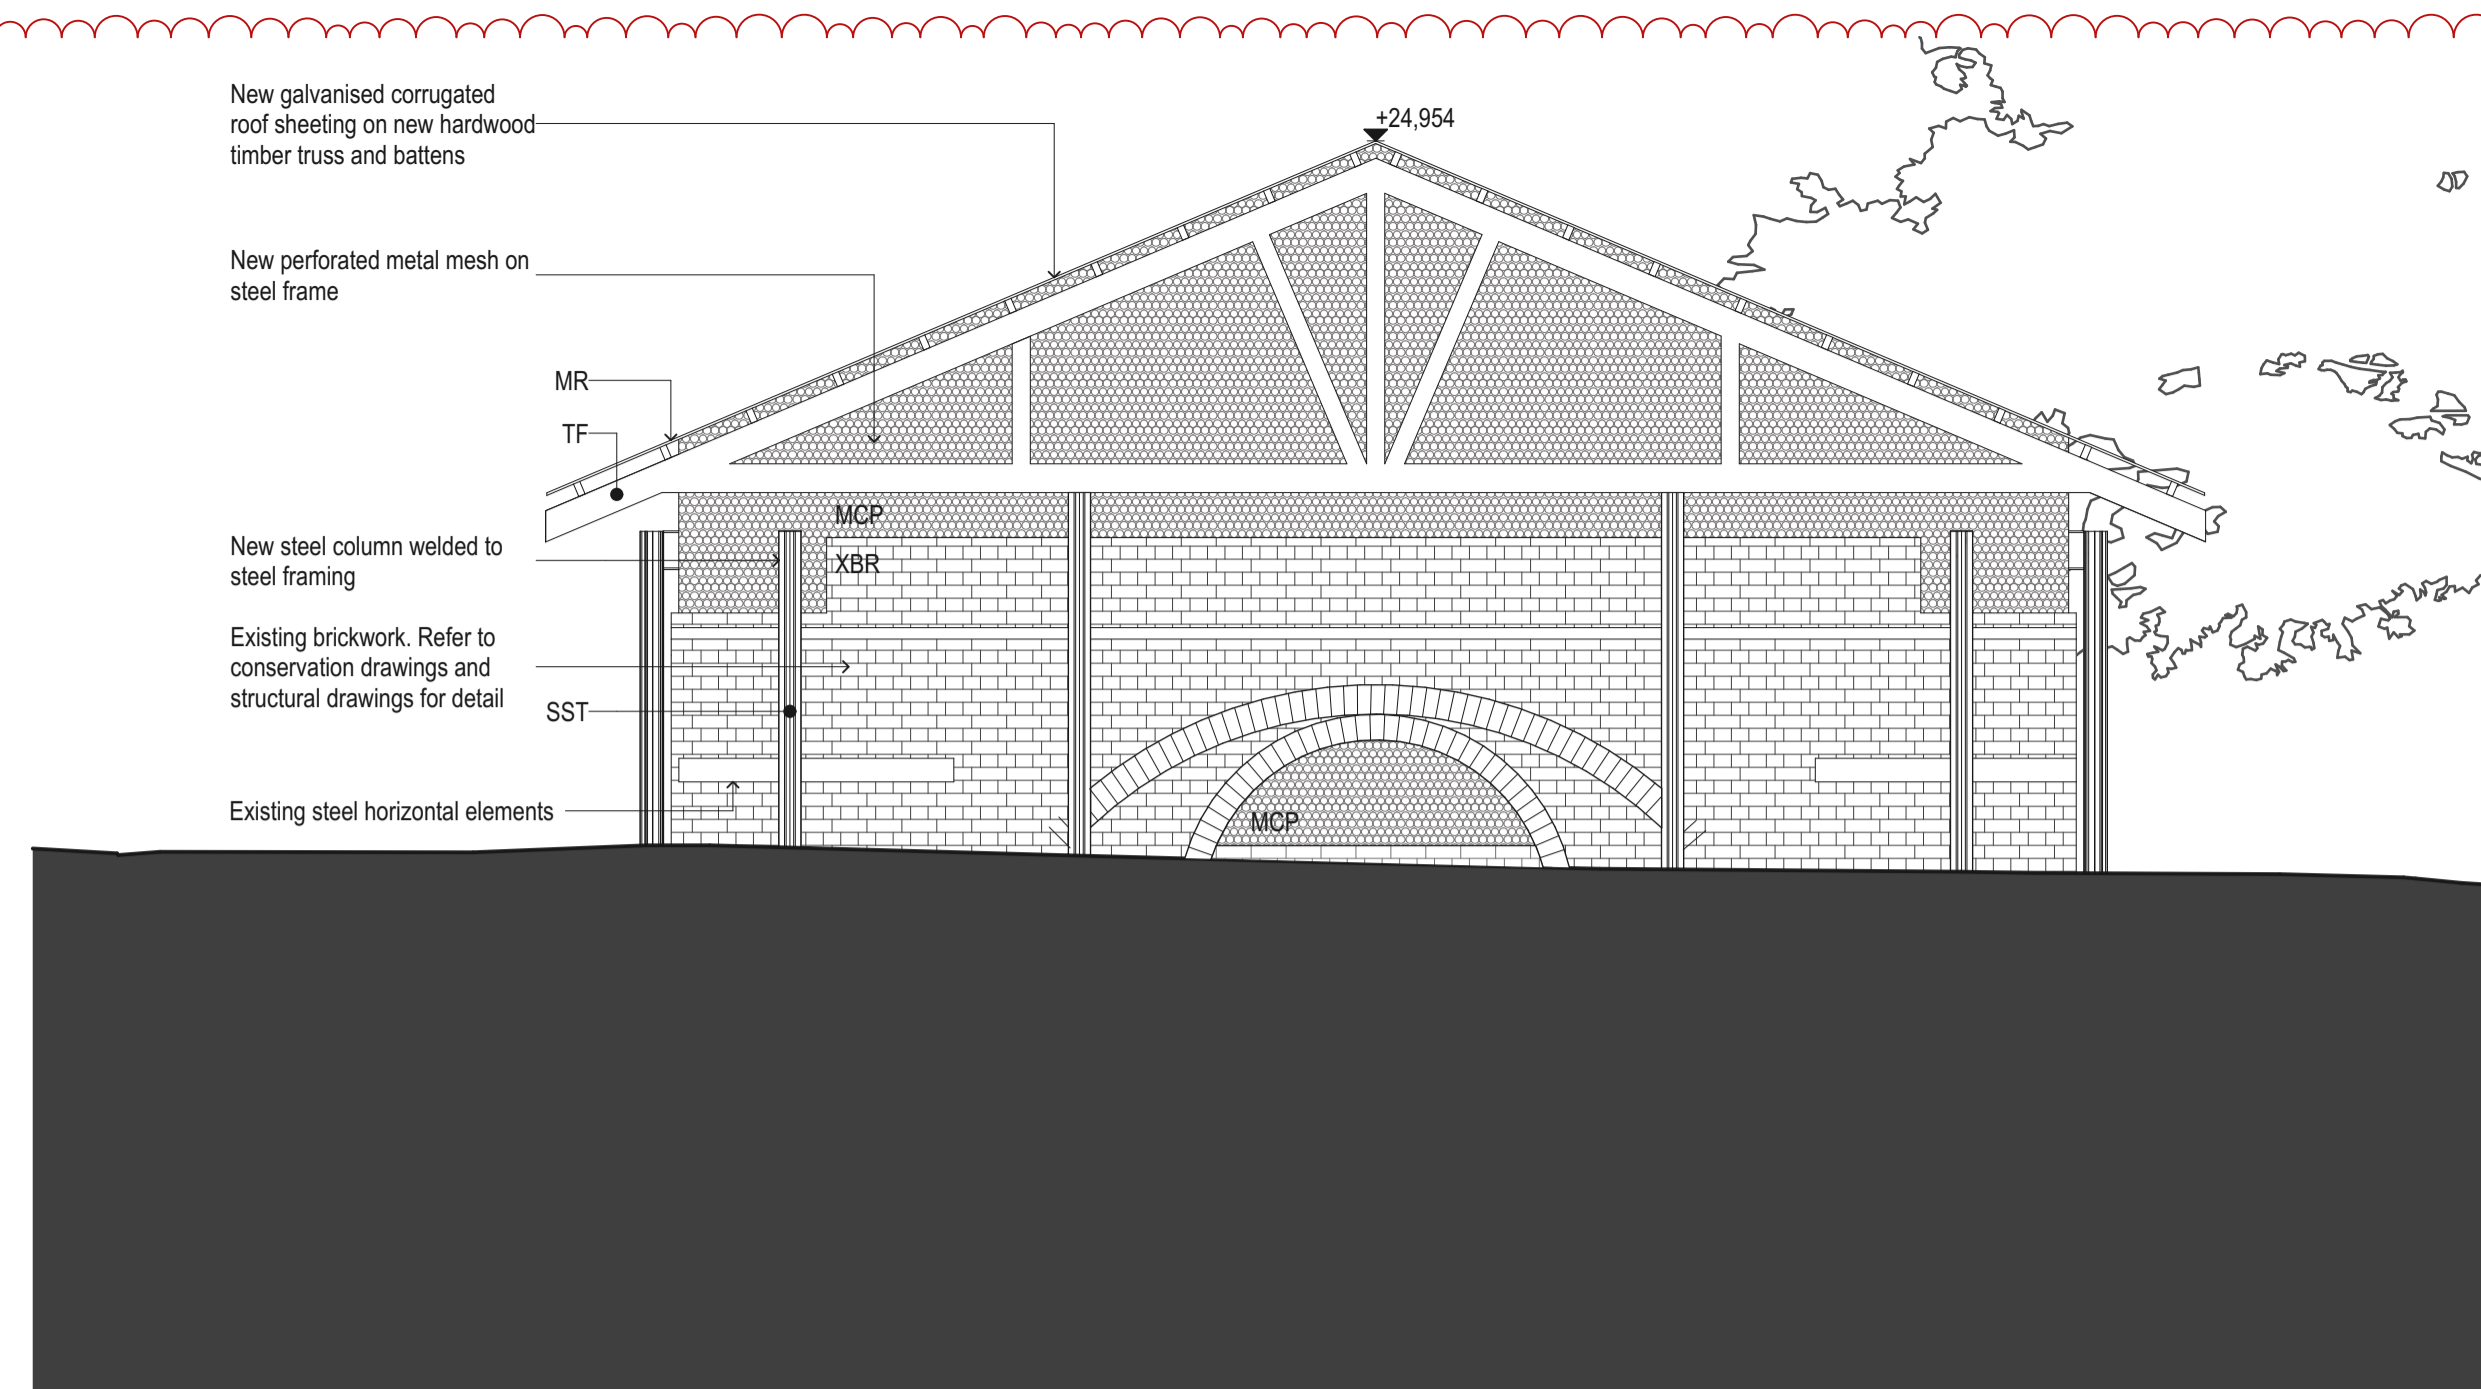 New galvanised corrugated
roof sheeting on new hardwood
timber truss and battens
+24,954
New perforated metal mesh on
steel frame
MR
TF
MCP
New steel column welded to
steel framing
XBR
Existing brickwork. Refer to
conservation drawings and
structural drawings for detail
SST
Existing steel horizontal elements
MCP